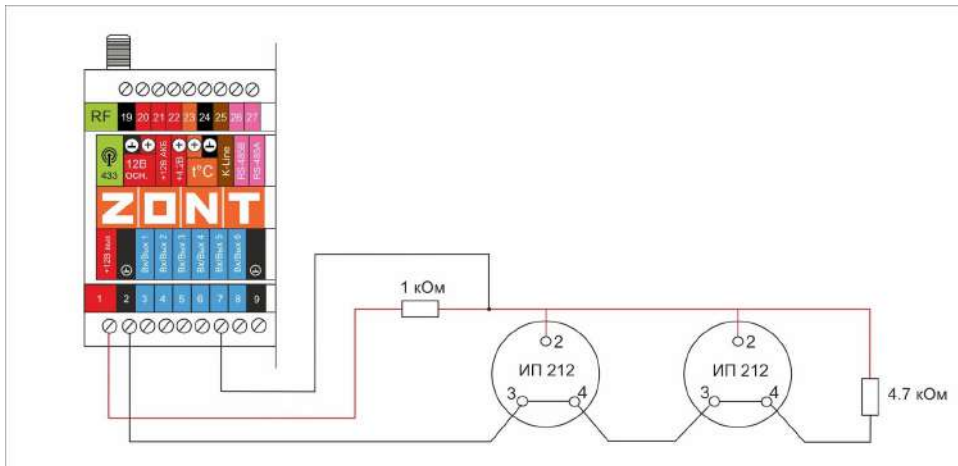 RF 19 20 21 22 23 24 25 26 27
433
12В
осн.
+12В АКБ
+4.2В
t°C
K-Line
RS-485B
RS-485A
ZONT
+12В вых
Вх/Вых 1
Вх/Вых 2
Вх/Вых 3
Вх/Вых 4
Вх/Вых 5
Вх/Вых 6
1 2 3 4 5 6 7 8 9
1 кОм
2
ИП 212
3 4
2
ИП 212
3 4
4.7 кОм